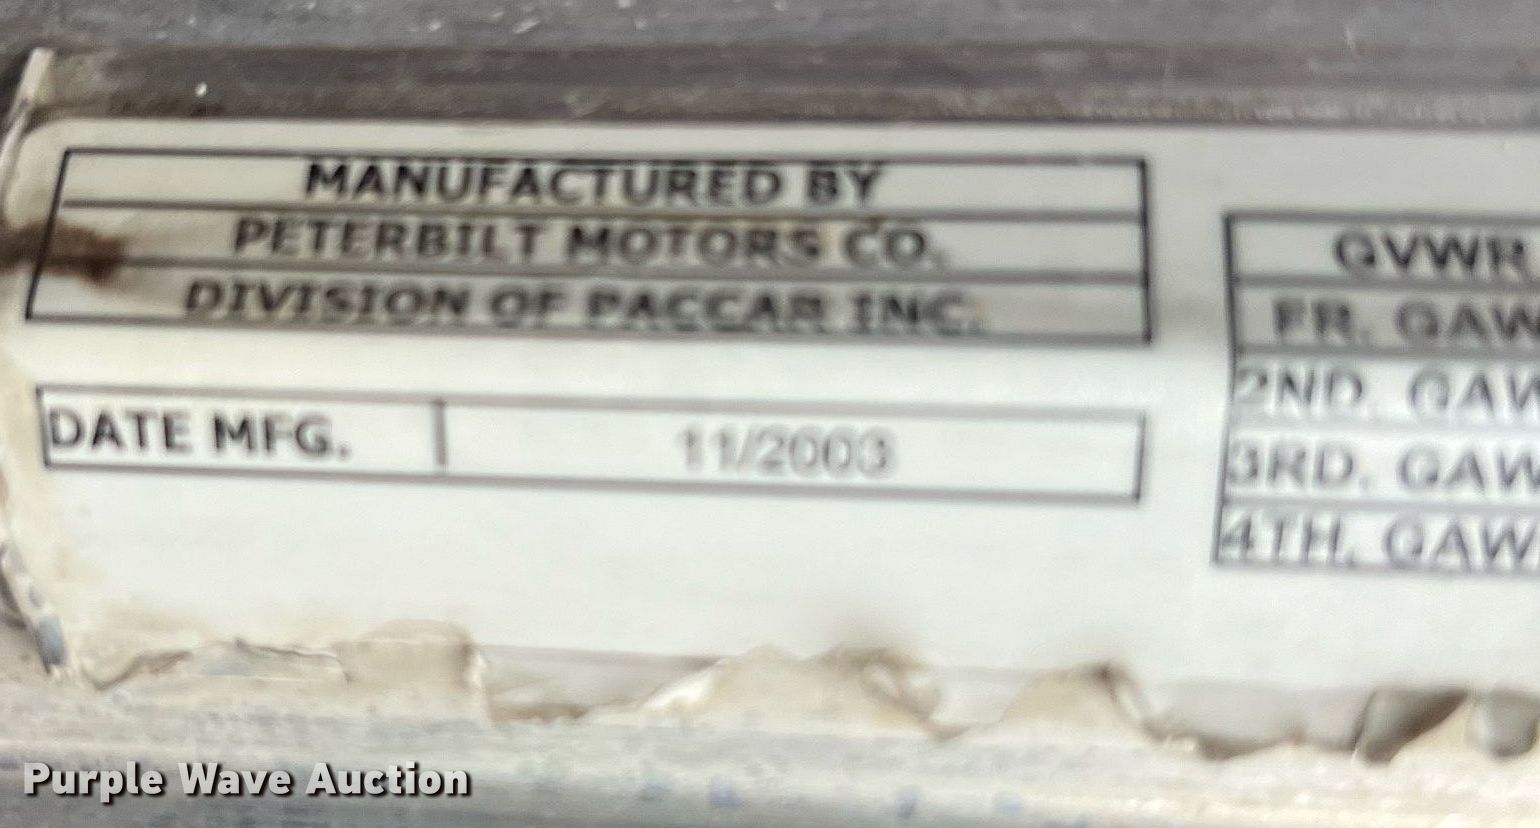 MANUFACTURED BY
PETERBILT MOTORS CO.
DIVISION OF PACCAR INC.
DATE MFG. 11/2003
GVWR
FR. GAW
2ND. GAW
3RD. GAW
4TH. GAW
Purple Wave Auction